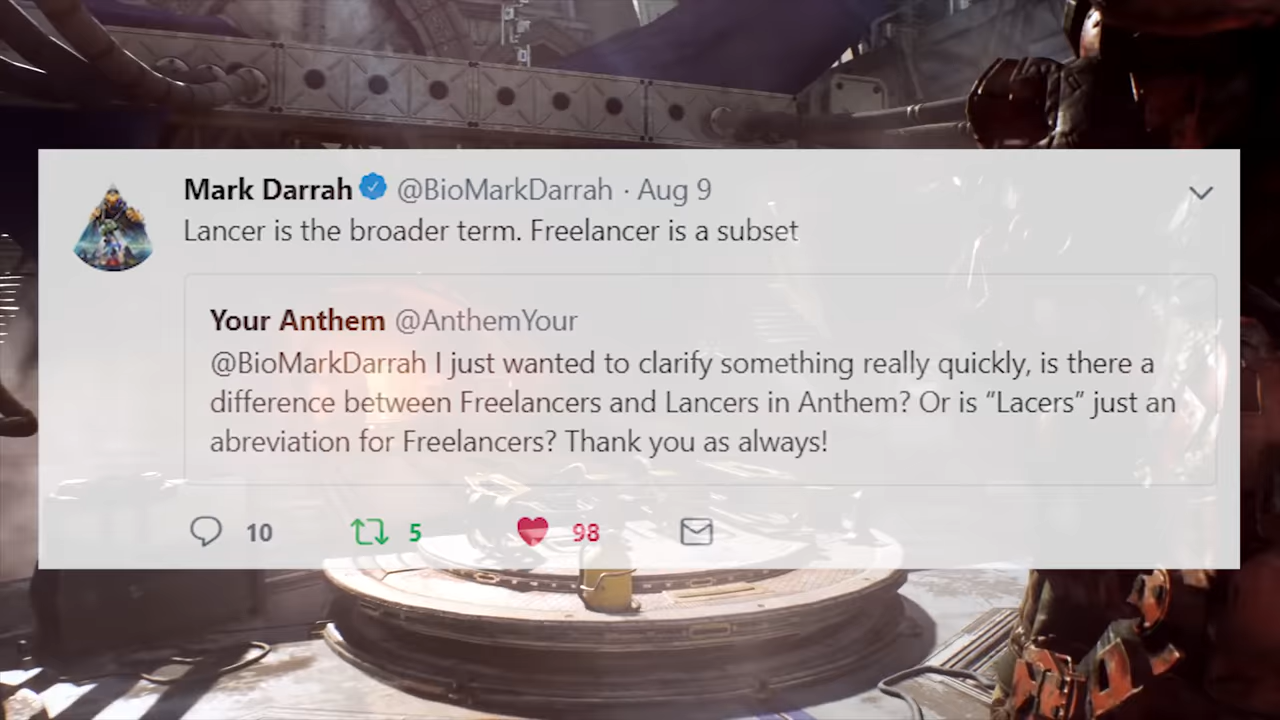 Mark Darrah @BioMarkDarrah · Aug 9
Lancer is the broader term. Freelancer is a subset
Your Anthem @AnthemYour
@BioMarkDarrah I just wanted to clarify something really quickly, is there a
difference between Freelancers and Lancers in Anthem? Or is “Lacers” just an
abreviation for Freelancers? Thank you as always!
10 5 98